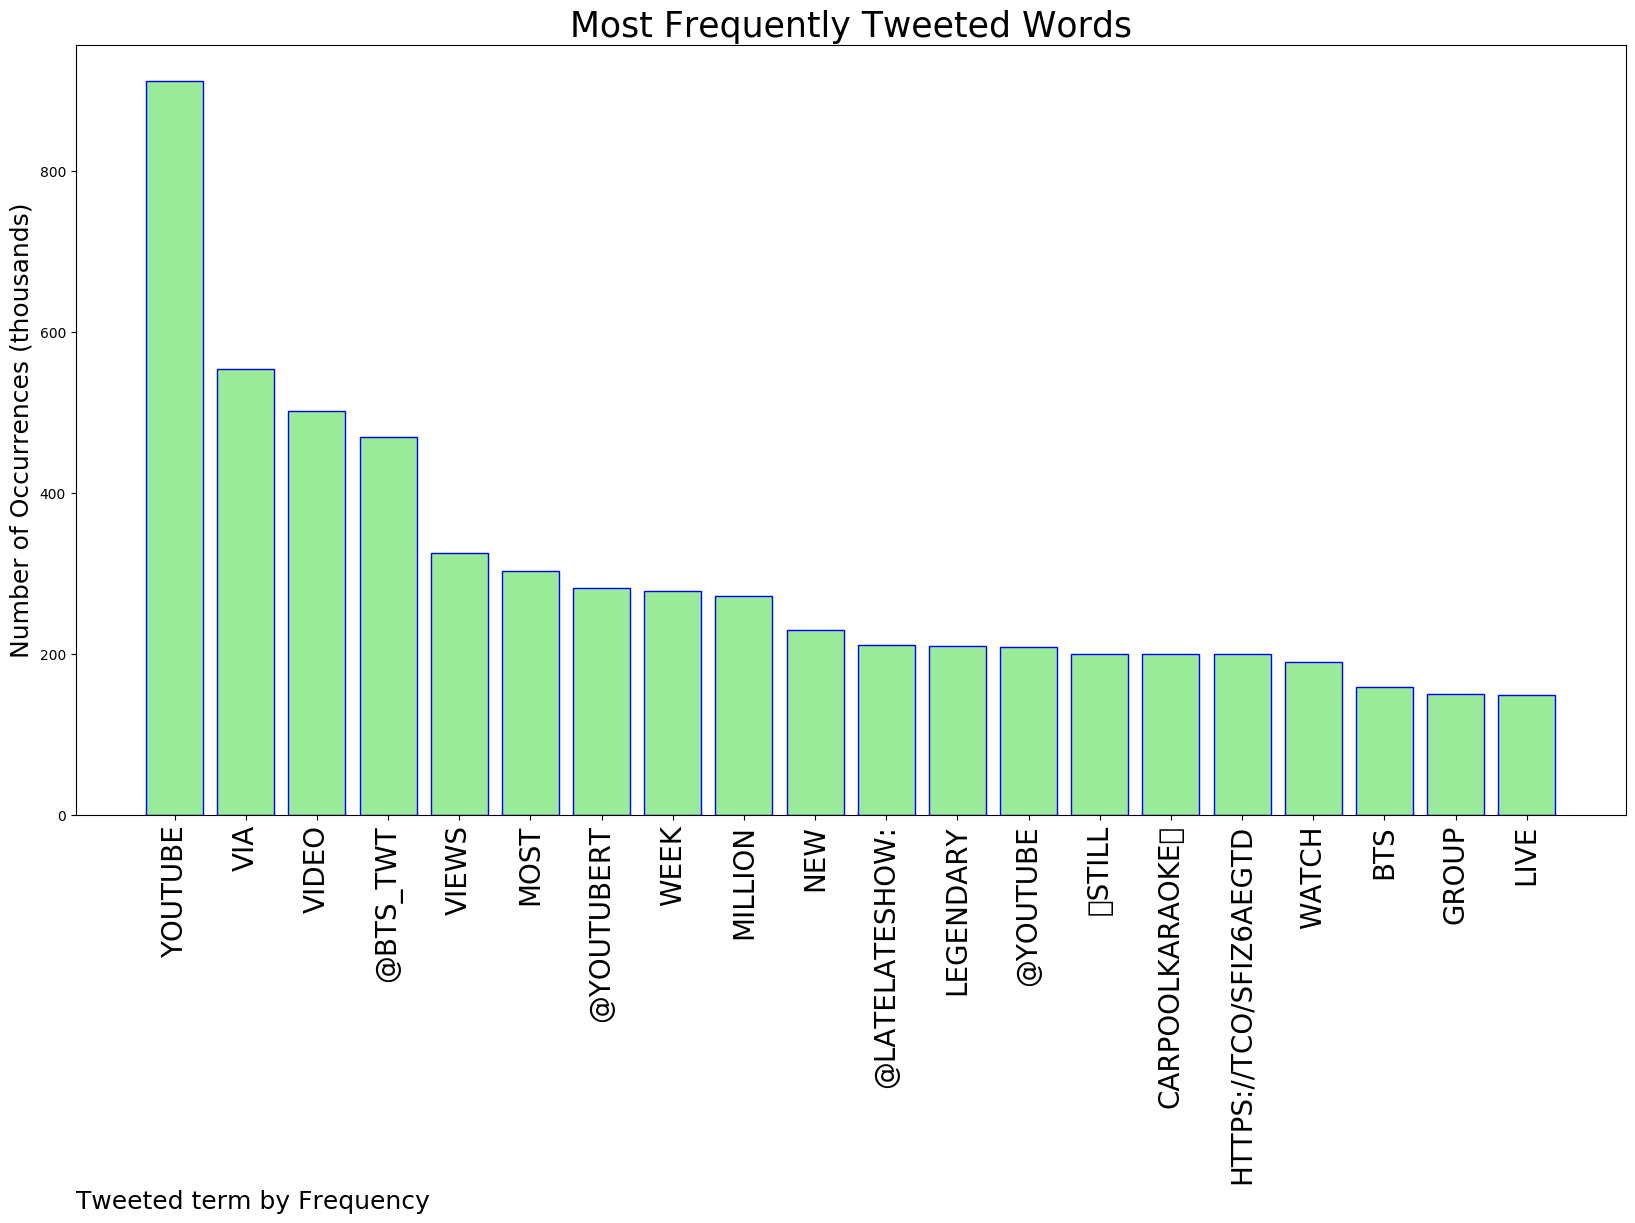 Most Frequently Tweeted Words
Number of Occurrences (thousands)
800
600
400
200
0
YOUTUBE
VIA
VIDEO
@BTS_TWT
VIEWS
MOST
@YOUTUBERT
WEEK
MILLION
NEW
@LATELATESHOW:
LEGENDARY
@YOUTUBE
▯STILL
CARPOOLKARAOKE▯
HTTPS://TCO/SFIZ6AEGTD
WATCH
BTS
GROUP
LIVE
Tweeted term by Frequency